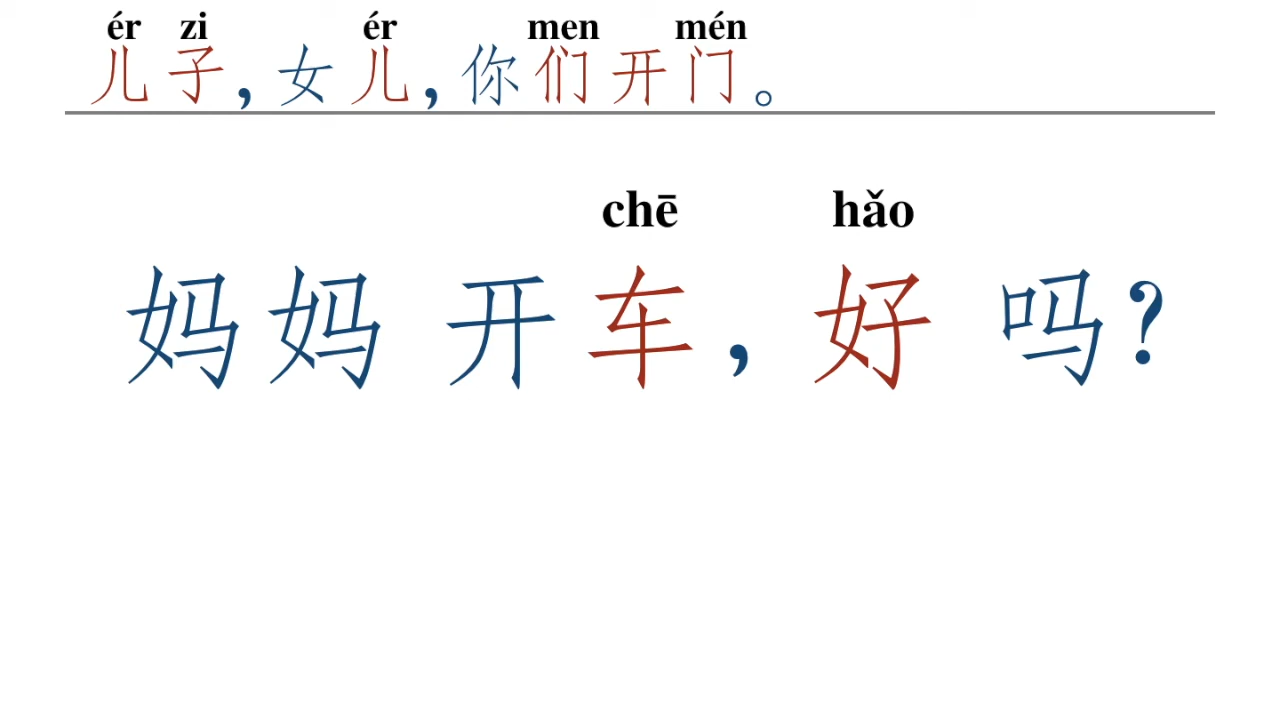 ér zi ér men mén
儿子,女儿,你们开门。
chē hǎo
妈妈 开车,好 吗?